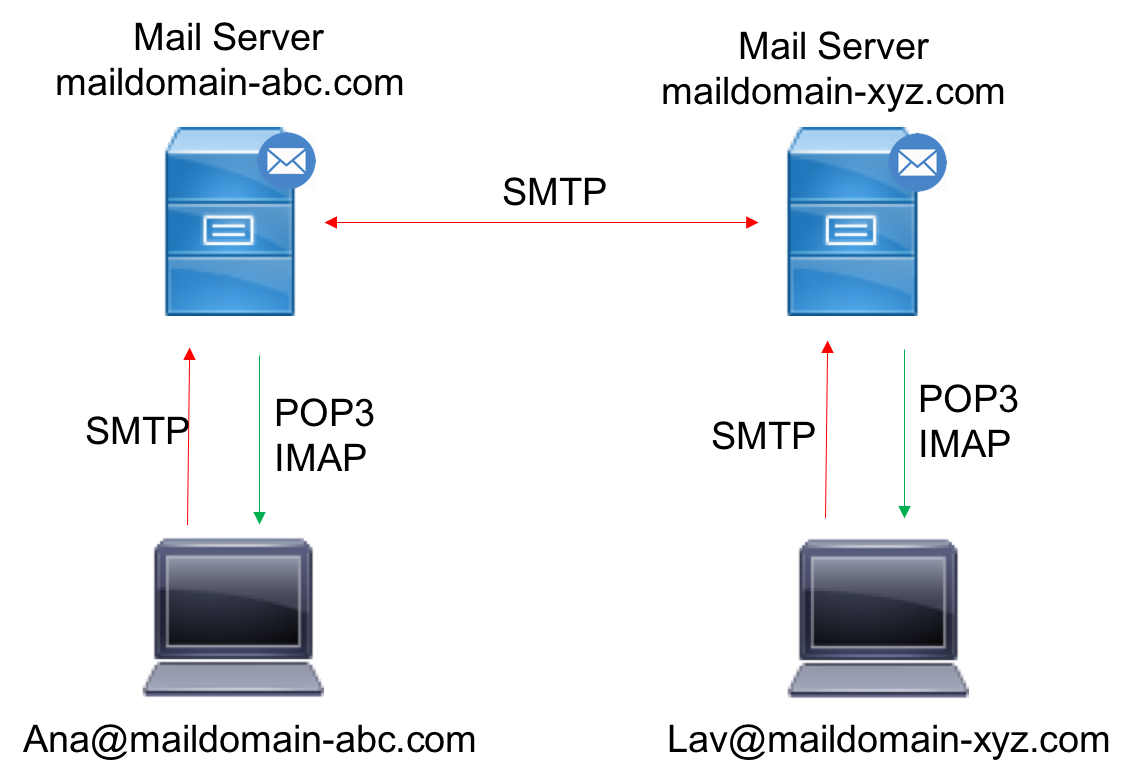 Mail Server
maildomain-abc.com
Mail Server
maildomain-xyz.com
SMTP
SMTP
POP3
IMAP
SMTP
POP3
IMAP
Ana@maildomain-abc.com
Lav@maildomain-xyz.com